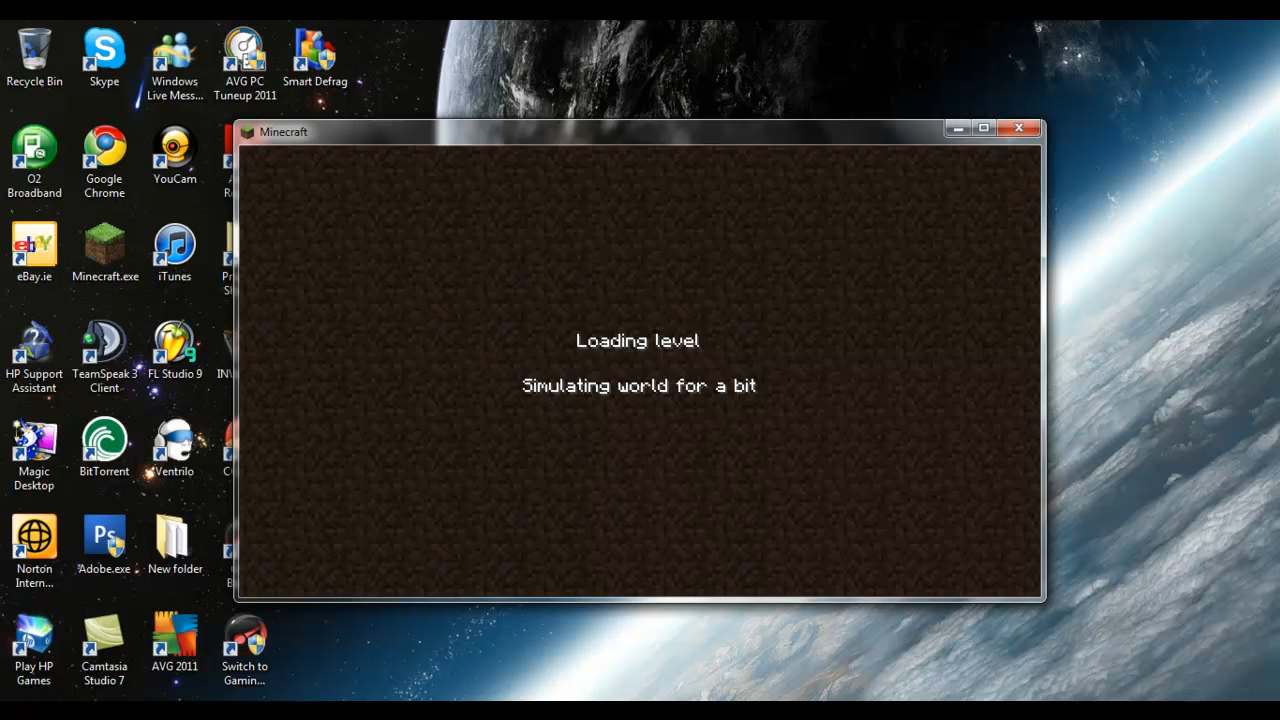 Recycle Bin
Skype
Windows
Live Mess...
AVG PC
Tuneup 2011
Smart Defrag
O2
Broadband
Google
Chrome
YouCam
eBay.ie
Minecraft.exe
iTunes
HP Support
Assistant
TeamSpeak 3
Client
FL Studio 9
Magic
Desktop
BitTorrent
Ventrilo
Norton
Intern...
Ps
Adobe.exe
New folder
Play HP
Games
Camtasia
Studio 7
AVG 2011
Switch to
Gamin...
Minecraft
Loading level
Simulating world for a bit